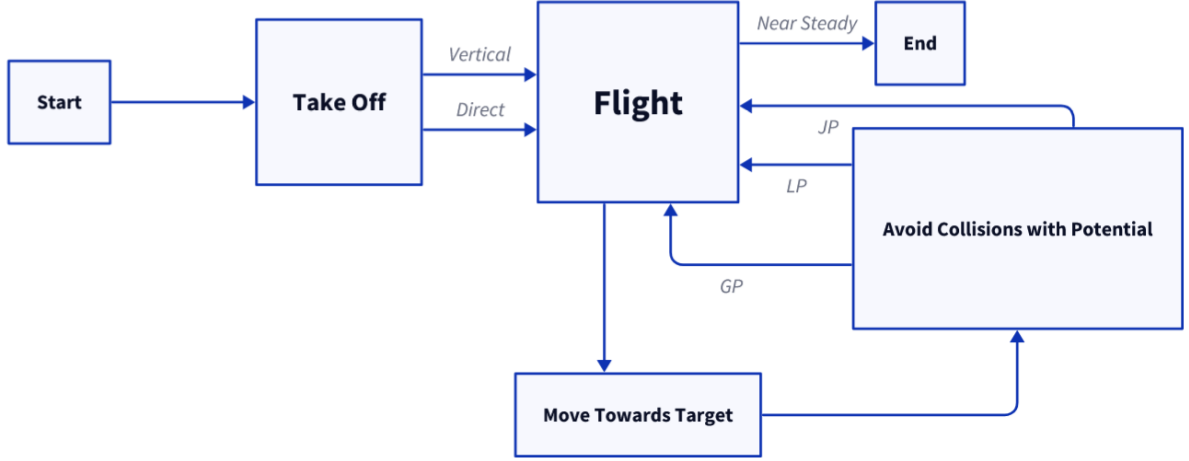 Start
Take Off
Vertical
Direct
Flight
Near Steady
End
JP
LP
GP
Avoid Collisions with Potential
Move Towards Target